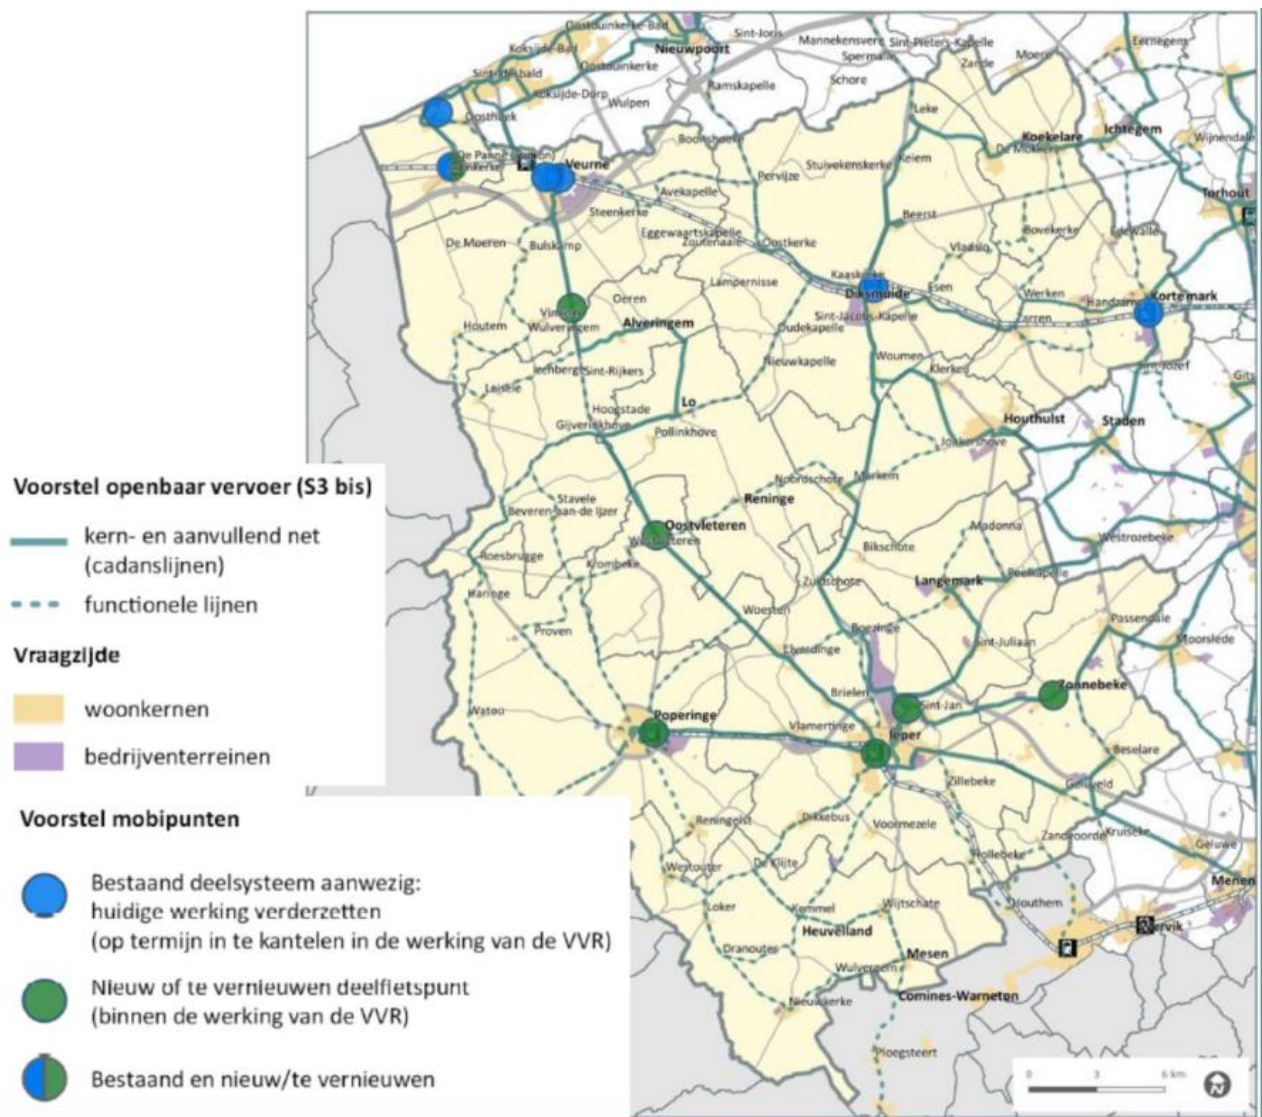 Oostduinkerke-Bad
Koksijde-Bad
Nieuwpoort
Sint-Joris
Mannekensvere
Sint-Pieters-Kapelle
Eernegem
Sint-Idesbald
Oostduinkerke
Spermalie
Zande
Moere
Schore
Ramskapelle
Koksijde-Dorp
Wulpen
Oosthoek
Leke
Koekelare
Ichtegem
Wijnendale
Booitshoeke
De Mokker
Stuivekenskerke
Keiem
De Panne
Veurne
Pervijze
Avekapelle
Torhout
Steenkerke
Beerst
Eggewaartskapelle
Zoutenaaie
Oostkerke
Bovekerke
Edewalle
De Moeren
Bulskamp
Vladslo
Kaaskerke
Lampernisse
Diksmuide
Esen
Werken
Handzame
Kortemark
Oeren
Sint-Jacobs-Kapelle
Zarren
Vinkem
Wulveringem
Alveringem
Oudekapelle
Houtem
Woumen
Nieuwkapelle
Klerken
Sint-Jozef
Gits
Sint-Rijkers
Leisele
Hoogstade
Lo
Gijverinkhove
Pollinkhove
Houthulst
Staden
Jonkershove
Merkem
Noordschote
Reninge
Stavele
Beveren-aan-de-IJzer
Oostvleteren
Madonna
Westvleteren
Bikschote
Westrozebeke
Roesbrugge
Krombeke
Zuidschote
Langemark
Poelkapelle
Haringe
Woesten
Passendale
Proven
Boezinge
Sint-Juliaan
Moorslede
Elverdinge
Zonnebeke
Brielen
Watou
Poperinge
Sint-Jan
Vlamertinge
Ieper
Beselare
Zillebeke
Geluveld
Reningelst
Dikkebus
Voormezele
Zandvoorde
Kruiseke
Geluwe
Hollebeke
Westouter
De Klijte
Menen
Loker
Kemmel
Wijtschate
Houthem
Heuvelland
Dranouter
Mesen
Wulvergem
Nieuwkerke
Comines-Warneton
Ploegsteert
0 3 6 km
N
Voorstel openbaar vervoer (S3 bis)
kern- en aanvullend net
(cadanslijnen)
functionele lijnen
Vraagzijde
woonkernen
bedrijventerreinen
Voorstel mobipunten
Bestaand deelsysteem aanwezig:
huidige werking verderzetten
(op termijn in te kantelen in de werking van de VVR)
Nieuw of te vernieuwen deelfietspunt
(binnen de werking van de VVR)
Bestaand en nieuw/te vernieuwen